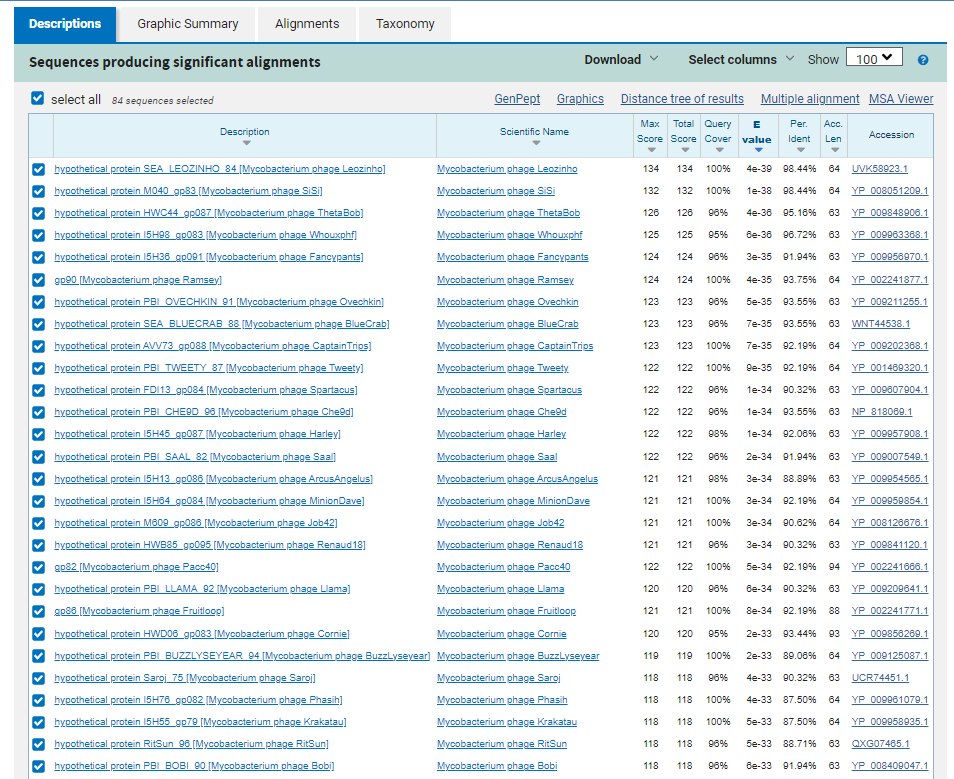 Descriptions Graphic Summary Alignments Taxonomy
Sequences producing significant alignments Download Select columns Show 100 ?
select all 84 sequences selected GenPept Graphics Distance tree of results Multiple alignment MSA Viewer
Description Scientific Name Max Score Total Score Query Cover E value Per. Ident Acc. Len Accession
hypothetical protein SEA_LEOZINHO_84 [Mycobacterium phage Leozinho] Mycobacterium phage Leozinho 134 134 100% 4e-39 98.44% 64 UVK58923.1
hypothetical protein M040_gp83 [Mycobacterium phage SiSi] Mycobacterium phage SiSi 132 132 100% 1e-38 98.44% 64 YP_008051209.1
hypothetical protein HWC44_gp087 [Mycobacterium phage ThetaBob] Mycobacterium phage ThetaBob 126 126 96% 4e-36 95.16% 63 YP_009848906.1
hypothetical protein I5H98_gp083 [Mycobacterium phage Whouxphf] Mycobacterium phage Whouxphf 125 125 95% 6e-36 96.72% 63 YP_009963368.1
hypothetical protein I5H36_gp091 [Mycobacterium phage Fancypants] Mycobacterium phage Fancypants 124 124 96% 3e-35 91.94% 63 YP_009956970.1
gp90 [Mycobacterium phage Ramsey] Mycobacterium phage Ramsey 124 124 100% 4e-35 93.75% 64 YP_002241877.1
hypothetical protein PBI_OVECHKIN_91 [Mycobacterium phage Ovechkin] Mycobacterium phage Ovechkin 123 123 96% 5e-35 93.55% 63 YP_009211255.1
hypothetical protein SEA_BLUECRAB_88 [Mycobacterium phage BlueCrab] Mycobacterium phage BlueCrab 123 123 96% 7e-35 93.55% 63 WNT44538.1
hypothetical protein AVV73_gp088 [Mycobacterium phage CaptainTrips] Mycobacterium phage CaptainTrips 123 123 100% 7e-35 92.19% 64 YP_009202368.1
hypothetical protein PBI_TWEETY_87 [Mycobacterium phage Tweety] Mycobacterium phage Tweety 122 122 100% 9e-35 92.19% 64 YP_001469320.1
hypothetical protein FDI13_gp084 [Mycobacterium phage Spartacus] Mycobacterium phage Spartacus 122 122 96% 1e-34 90.32% 63 YP_009607904.1
hypothetical protein PBI_CHE9D_96 [Mycobacterium phage Che9d] Mycobacterium phage Che9d 122 122 96% 1e-34 93.55% 63 NP_818069.1
hypothetical protein I5H45_gp087 [Mycobacterium phage Harley] Mycobacterium phage Harley 122 122 98% 1e-34 92.06% 63 YP_009957908.1
hypothetical protein PBI_SAAL_82 [Mycobacterium phage Saal] Mycobacterium phage Saal 122 122 96% 2e-34 91.94% 63 YP_009007549.1
hypothetical protein I5H13_gp086 [Mycobacterium phage ArcusAngelus] Mycobacterium phage ArcusAngelus 121 121 98% 3e-34 88.89% 63 YP_009954565.1
hypothetical protein I5H64_gp084 [Mycobacterium phage MinionDave] Mycobacterium phage MinionDave 121 121 100% 3e-34 92.19% 64 YP_009959854.1
hypothetical protein M609_gp086 [Mycobacterium phage Job42] Mycobacterium phage Job42 121 121 100% 3e-34 90.62% 64 YP_008126676.1
hypothetical protein HWB85_gp095 [Mycobacterium phage Renaud18] Mycobacterium phage Renaud18 121 121 96% 3e-34 90.32% 63 YP_009841120.1
gp82 [Mycobacterium phage Pacc40] Mycobacterium phage Pacc40 122 122 100% 5e-34 92.19% 94 YP_002241666.1
hypothetical protein PBI_LLAMA_92 [Mycobacterium phage Llama] Mycobacterium phage Llama 120 120 96% 6e-34 90.32% 63 YP_009209641.1
gp86 [Mycobacterium phage Fruitloop] Mycobacterium phage Fruitloop 121 121 100% 8e-34 92.19% 88 YP_002241771.1
hypothetical protein HWD06_gp083 [Mycobacterium phage Cornie] Mycobacterium phage Cornie 120 120 95% 2e-33 93.44% 93 YP_009856269.1
hypothetical protein PBI_BUZZLYSEYEAR_94 [Mycobacterium phage BuzzLyseyear] Mycobacterium phage BuzzLyseyear 119 119 100% 2e-33 89.06% 64 YP_009125087.1
hypothetical protein Saroj_75 [Mycobacterium phage Saroj] Mycobacterium phage Saroj 118 118 96% 4e-33 90.32% 63 UCR74451.1
hypothetical protein I5H76_gp082 [Mycobacterium phage Phasih] Mycobacterium phage Phasih 118 118 100% 4e-33 87.50% 64 YP_009961079.1
hypothetical protein I5H55_gp79 [Mycobacterium phage Krakatau] Mycobacterium phage Krakatau 118 118 100% 5e-33 87.50% 64 YP_009958935.1
hypothetical protein RitSun_96 [Mycobacterium phage RitSun] Mycobacterium phage RitSun 118 118 96% 5e-33 88.71% 63 QXG07465.1
hypothetical protein PBI_BOBI_90 [Mycobacterium phage Bobi] Mycobacterium phage Bobi 118 118 96% 6e-33 91.94% 63 YP_008409047.1